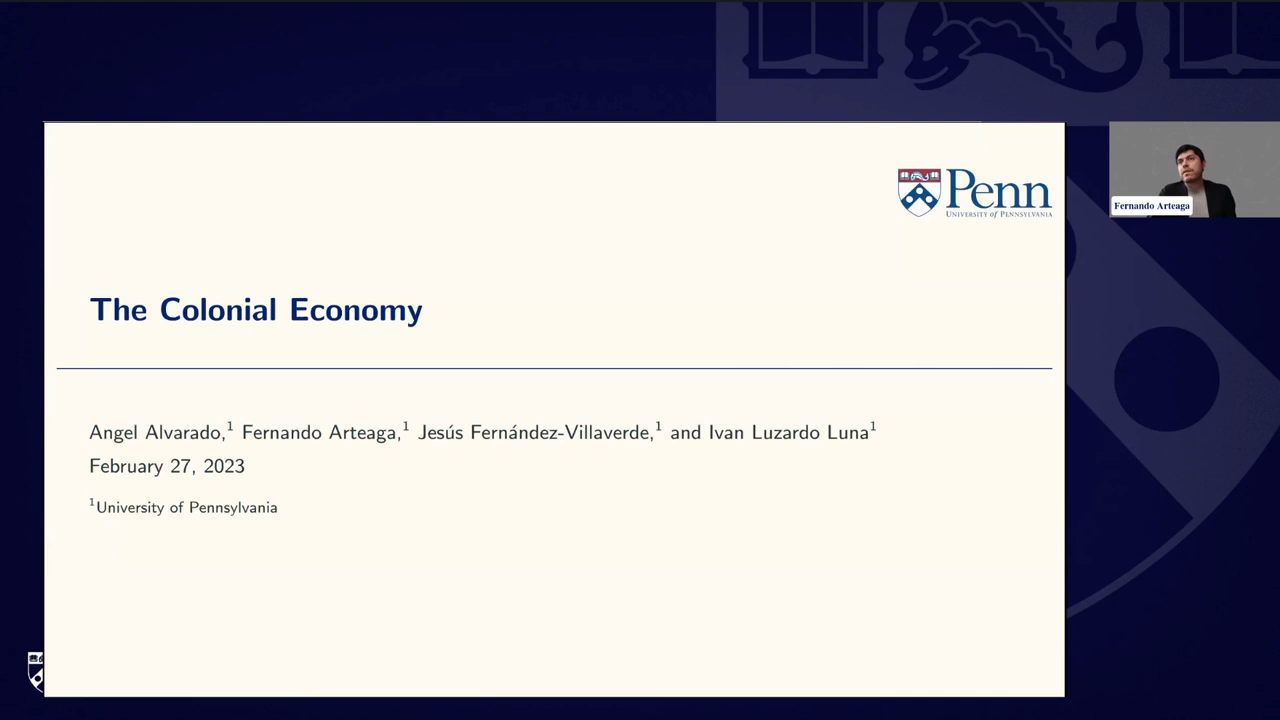 Penn
UNIVERSITY of PENNSYLVANIA
Fernando Arteaga
The Colonial Economy
Angel Alvarado,1 Fernando Arteaga,1 Jesús Fernández-Villaverde,1 and Ivan Luzardo Luna1
February 27, 2023
1University of Pennsylvania